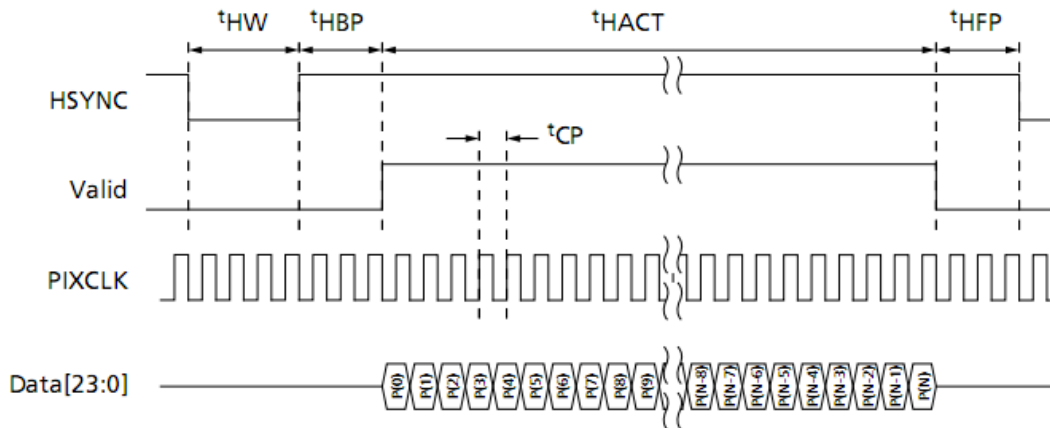 tHW tHBP tHACT tHFP
HSYNC
tCP
Valid
PIXCLK
Data[23:0] P(0) P(1) P(2) P(3) P(4) P(5) P(6) P(7) P(8) P(9) P(N-8) P(N-7) P(N-6) P(N-5) P(N-4) P(N-3) P(N-2) P(N-1) P(N)